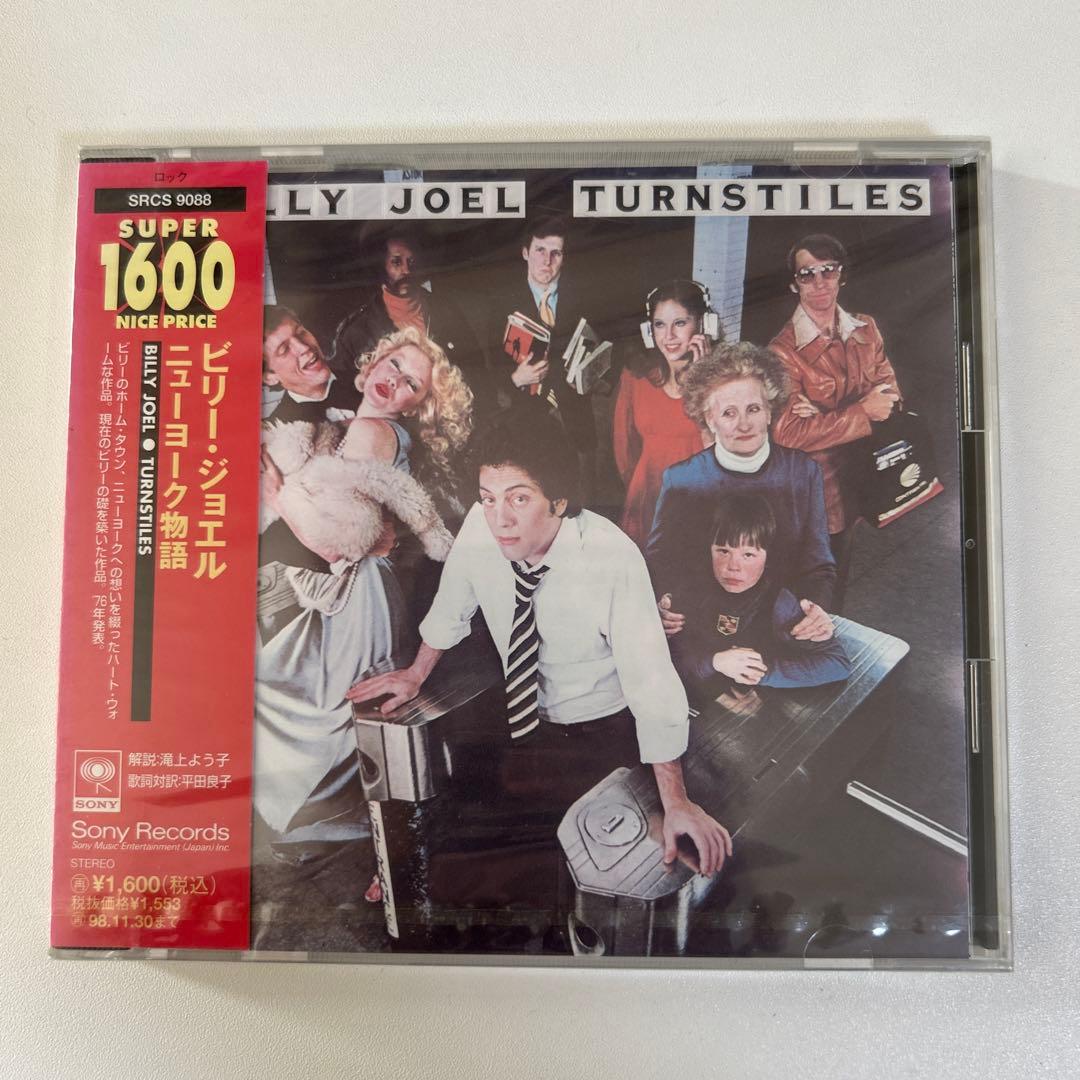 ロック
SRCS 9088
SUPER
1600
NICE PRICE
ビリー・ジョエル
ニューヨーク物語
BILLY JOEL ● TURNSTILES
ビリーのホーム・タウン、ニューヨークへの想いを綴ったハート・ウォ
ームな作品。現在のビリーの礎を築いた作品。'76年発表。
解説:滝上よう子
歌詞対訳:平田良子
SONY
Sony Records
Sony Music Entertainment (Japan) Inc.
STEREO
再 ¥1,600(税込)
税抜価格¥1,553
再 98.11.30まで
LLY JOEL TURNSTILES